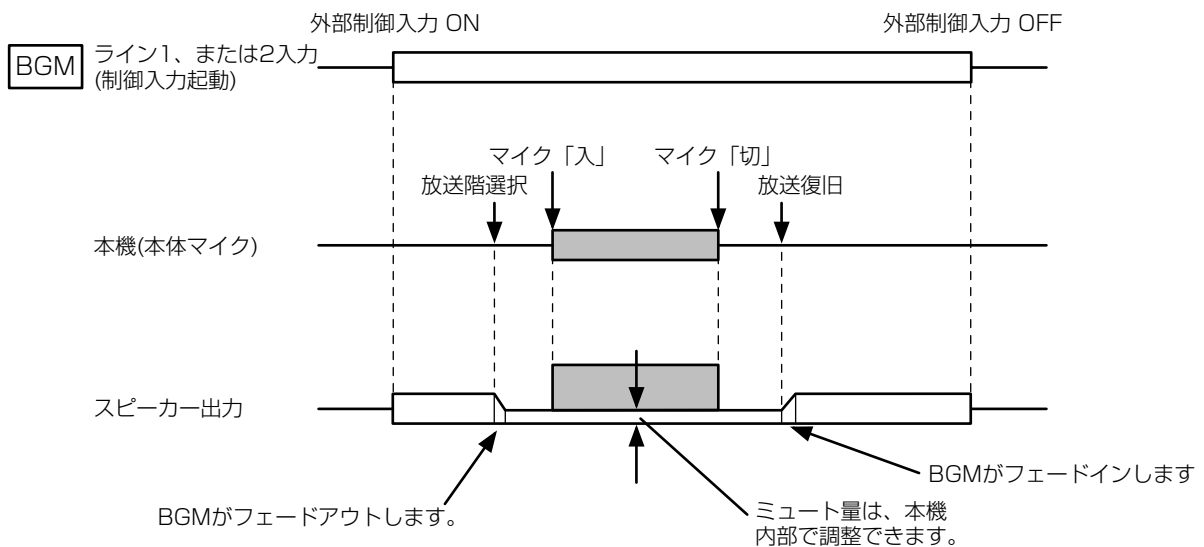 外部制御入力 ON
外部制御入力 OFF
BGM
ライン1、または2入力
(制御入力起動)
マイク「入」
マイク「切」
放送階選択
放送復旧
本機(本体マイク)
スピーカー出力
BGMがフェードインします
BGMがフェードアウトします。
ミュート量は、本機
内部で調整できます。